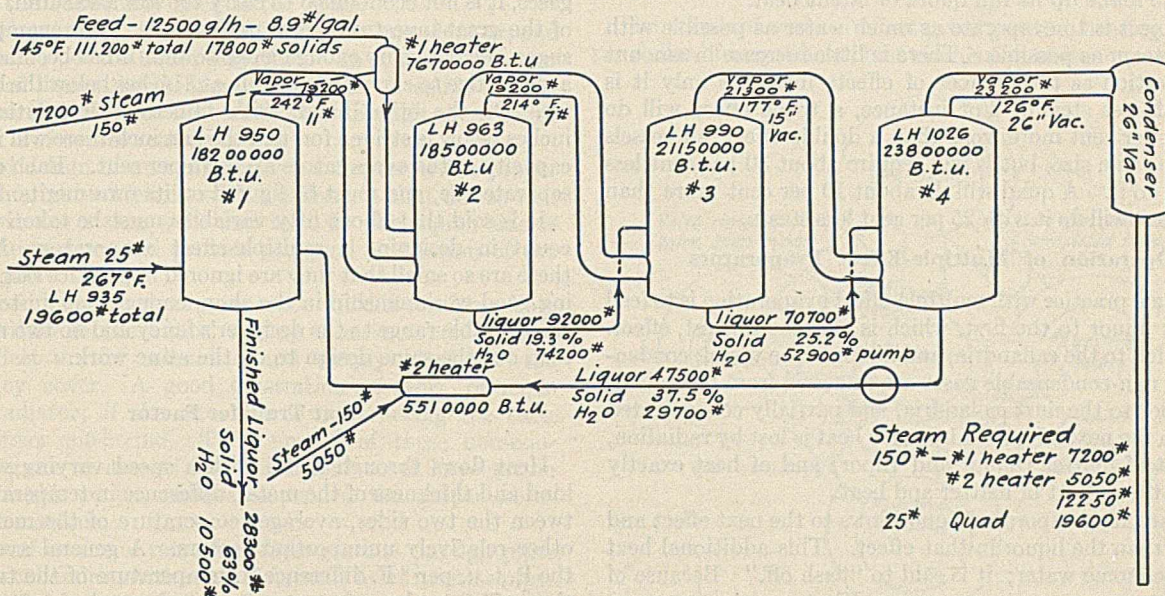 Feed - 12500 g/h - 8.9#/gal.
145°F. 111.200# total 17800# solids
#1 heater
7670000 B.t.u
7200# steam
150#
Vapor
19200#
242°F.
11#
LH 950
18200000
B.t.u.
#1
Vapor
19200#
214°F.
7#
LH 963
18500000
B.t.u.
#2
Vapor
21300#
177°F.
15"
Vac.
LH 990
21150000
B.t.u.
#3
Vapor
23200#
126°F.
26" Vac.
LH 1026
23800000
B.t.u.
#4
Condenser
26" Vac
Steam 25#
267°F.
LH 935
19600# total
liquor 92000#
Solid 19.3%
H2O 74200#
liquor 70700#
Solid 25.2%
H2O 52900#
pump
#2 heater
5510000 B.t.u.
Liquor 47500#
Solid 37.5%
H2O 29700#
Steam-150#
5050#
Finished Liquor 28300#
Solid 63%
H2O 10500#
Steam Required
150# - #1 heater 7200#
#2 heater 5050#
12250#
25# Quad 19600#